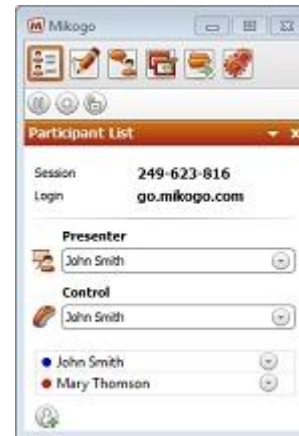 Mikogo
Participant List
Session 249-623-816
Login go.mikogo.com
Presenter
John Smith
Control
John Smith
John Smith
Mary Thomson